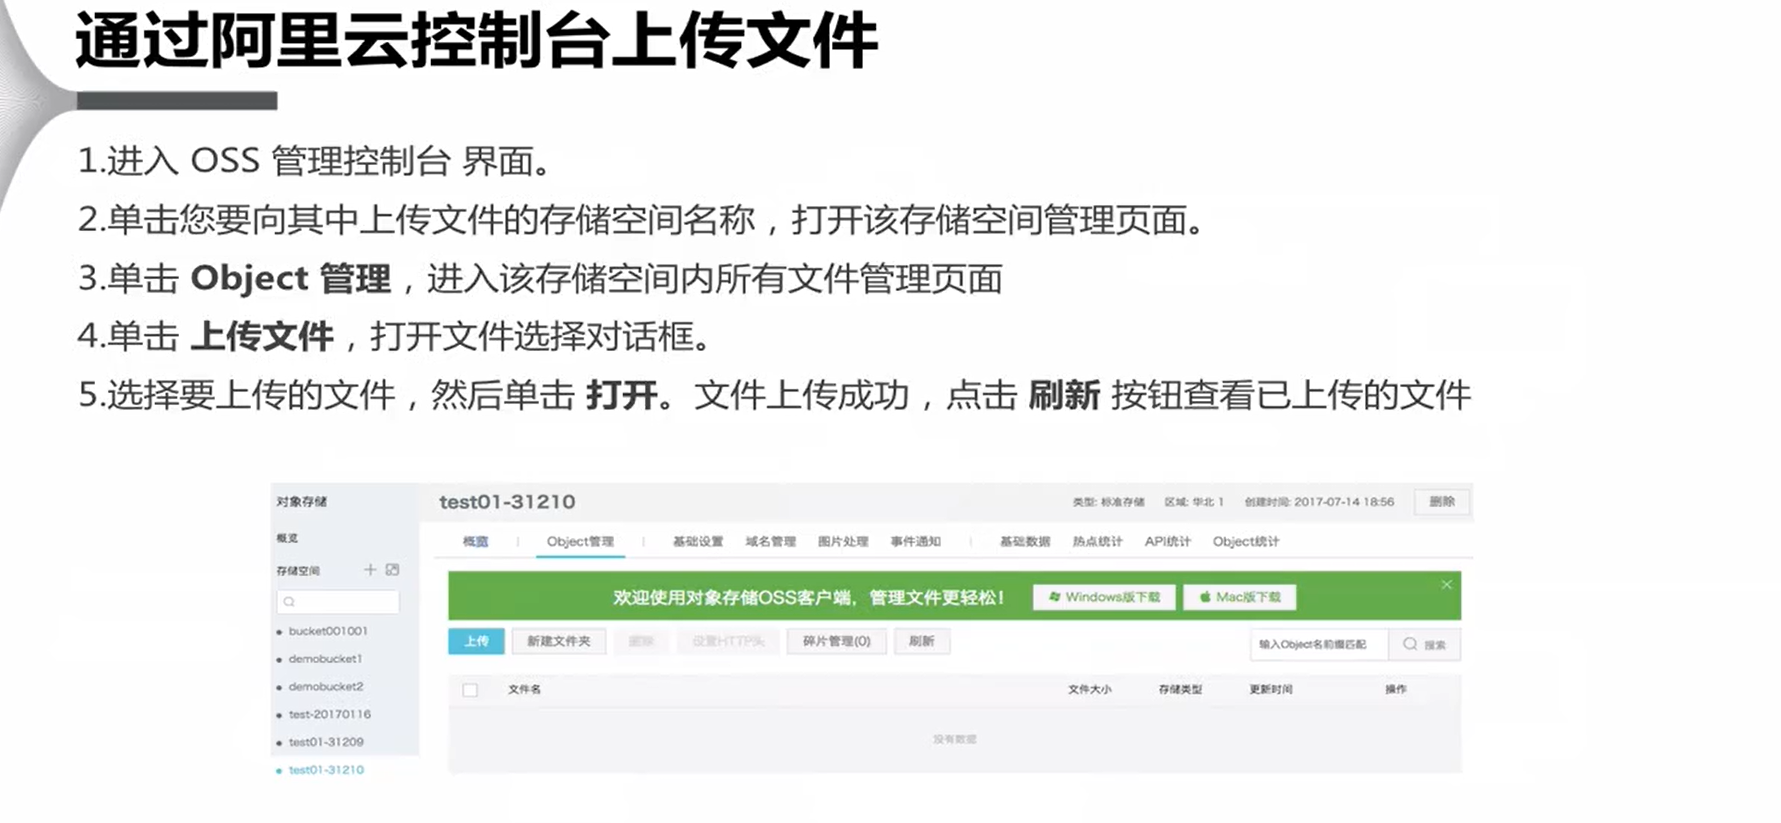 通过阿里云控制台上传文件
1.进入 OSS 管理控制台 界面。
2.单击您要向其中上传文件的存储空间名称，打开该存储空间管理页面。
3.单击 Object 管理，进入该存储空间内所有文件管理页面
4.单击 上传文件，打开文件选择对话框。
5.选择要上传的文件，然后单击 打开。文件上传成功，点击 刷新 按钮查看已上传的文件
对象存储
概览
存储空间
bucket001001
demobucket1
demobucket2
test-20170116
test01-31209
test01-31210
test01-31210 类型: 标准存储 区域: 华北 1 创建时间: 2017-07-14 18:56 删除
概览 Object管理 基础设置 域名管理 图片处理 事件通知 基础数据 热点统计 API统计 Object统计
欢迎使用对象存储OSS客户端，管理文件更轻松！ Windows版下载 Mac版下载
上传 新建文件夹 删除 设置HTTP头 碎片管理(0) 刷新 输入Object名前缀匹配 搜索
文件名 文件大小 存储类型 更新时间 操作
没有数据